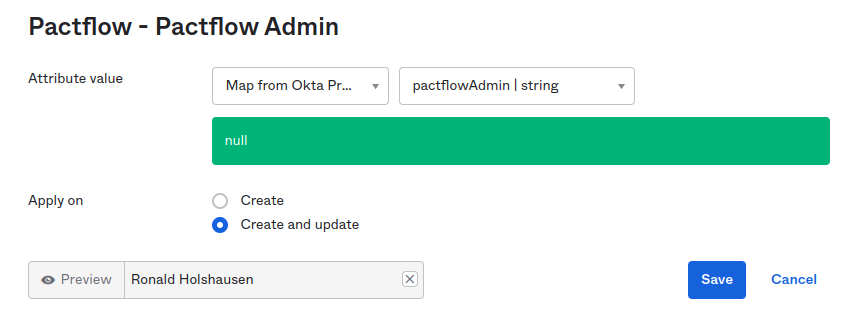 Pactflow - Pactflow Admin
Attribute value
Map from Okta Pr...
pactflowAdmin | string
null
Apply on
Create
Create and update
Preview
Ronald Holshausen
Save
Cancel